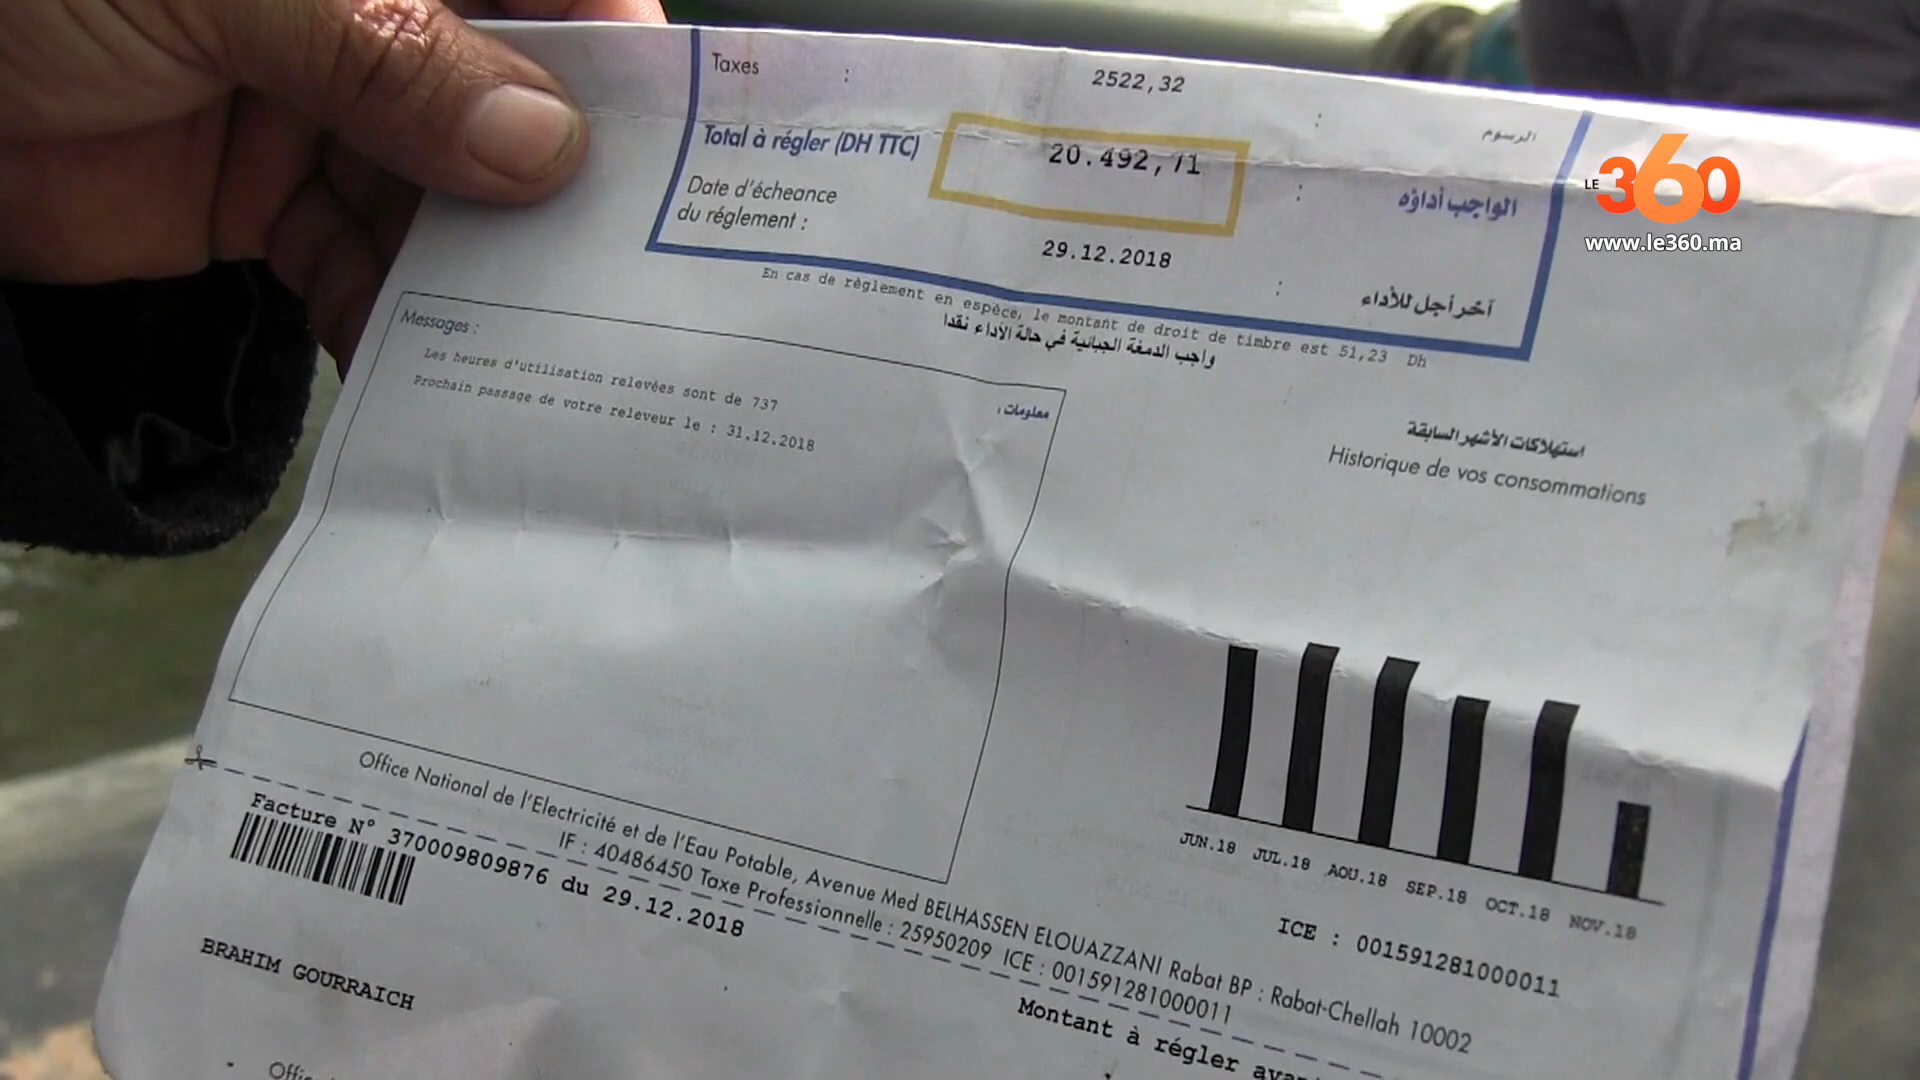 Taxes : 2522,32 : الرسوم
Total à régler (DH TTC) 20.492,71 : الواجب أداؤه
Date d'écheance
du réglement : 29.12.2018 : آخر أجل للأداء
En cas de règlement en espèce, le montant de droit de timbre est 51,23 Dh
واجب الدمغة الجبائية في حالة الأداء نقدا
LE 360
www.le360.ma
Messages : معلومات :
Les heures d'utilisation relevées sont de 737
Prochain passage de votre releveur le : 31.12.2018
استهلاكات الأشهر السابقة
Historique de vos consommations
JUN.18 JUL.18 AOU.18 SEP.18 OCT.18 NOV.18
ICE : 001591281000011
Office National de l'Electricité et de l'Eau Potable, Avenue Med BELHASSEN ELOUAZZANI Rabat BP : Rabat-Chellah 10002
IF : 40486450 Taxe Professionnelle : 25950209 ICE : 001591281000011
Facture N° 370009809876 du 29.12.2018
BRAHIM GOURRAICH
Montant à régler